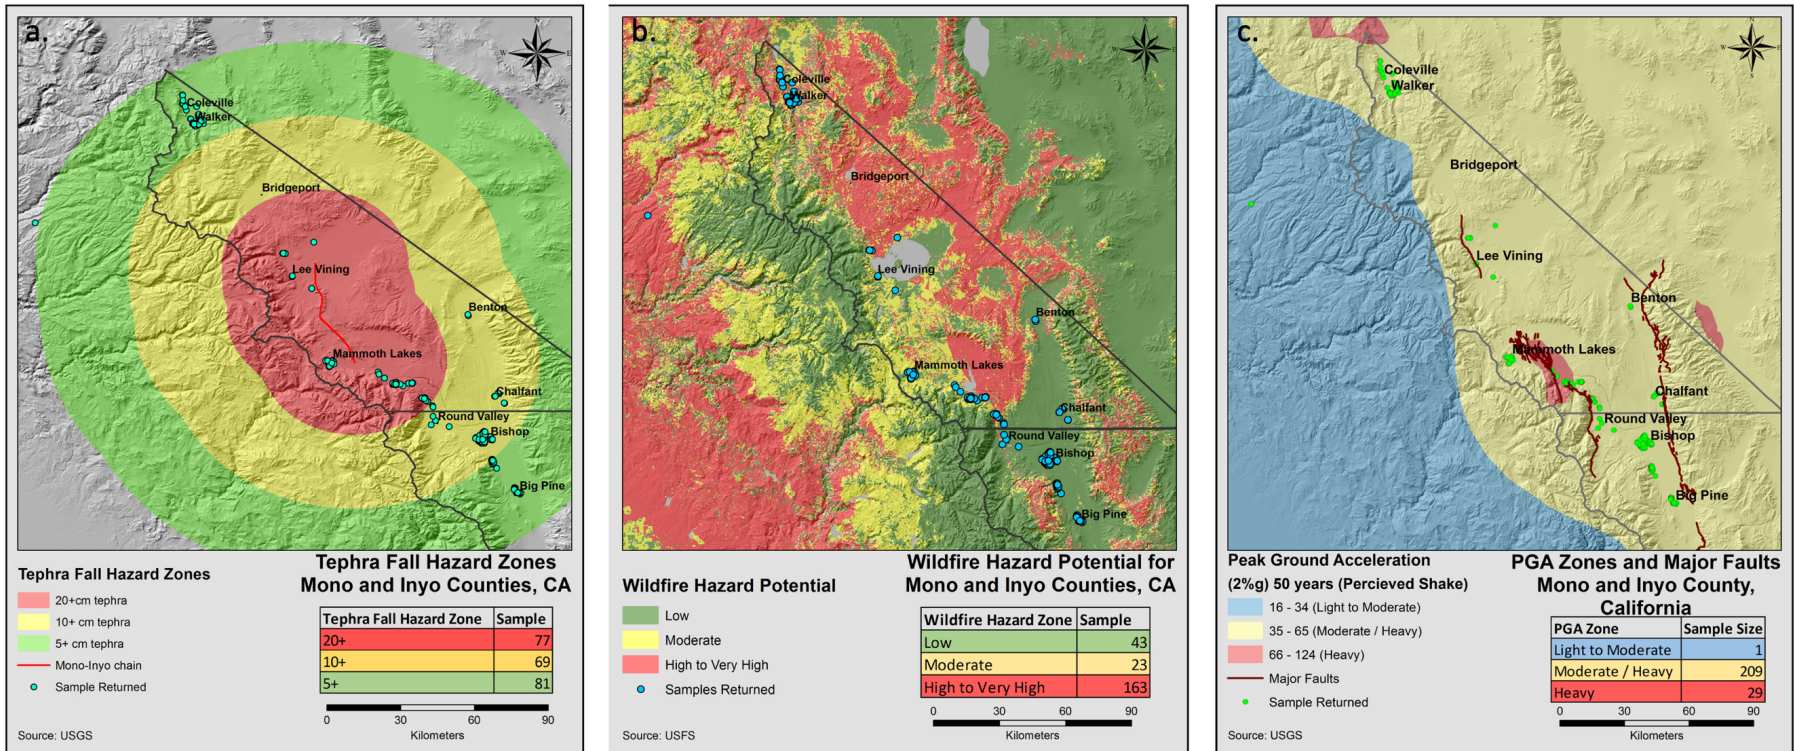 a.
N
W
E
S
Coleville
Walker
Bridgeport
Lee Vining
Benton
Mammoth Lakes
Chalfant
Round Valley
Bishop
Big Pine
Tephra Fall Hazard Zones
20+cm tephra
10+ cm tephra
5+ cm tephra
Mono-Inyo chain
Sample Returned
Source: USGS
Tephra Fall Hazard Zones
Mono and Inyo Counties, CA
Tephra Fall Hazard Zone Sample
20+ 77
10+ 69
5+ 81
0 30 60 90
Kilometers
b.
N
W
E
S
Coleville
Walker
Bridgeport
Lee Vining
Benton
Mammoth Lakes
Chalfant
Round Valley
Bishop
Big Pine
Wildfire Hazard Potential
Low
Moderate
High to Very High
Samples Returned
Source: USFS
Wildfire Hazard Potential for
Mono and Inyo Counties, CA
Wildfire Hazard Zone Sample
Low 43
Moderate 23
High to Very High 163
0 30 60 90
Kilometers
c.
N
W
E
S
Coleville
Walker
Bridgeport
Lee Vining
Benton
Mammoth Lakes
Chalfant
Round Valley
Bishop
Big Pine
Peak Ground Acceleration
(2%g) 50 years (Percieved Shake)
16 - 34 (Light to Moderate)
35 - 65 (Moderate / Heavy)
66 - 124 (Heavy)
Major Faults
Sample Returned
Source: USGS
PGA Zones and Major Faults
Mono and Inyo County,
California
PGA Zone Sample Size
Light to Moderate 1
Moderate / Heavy 209
Heavy 29
0 30 60 90
Kilometers